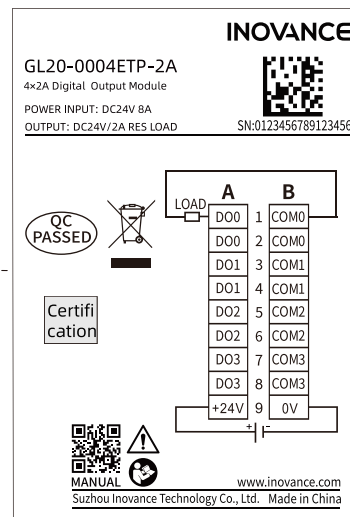 INOVANCE
GL20-0004ETP-2A
4×2A Digital Output Module
POWER INPUT: DC24V 8A
OUTPUT: DC24V/2A RES LOAD
SN:0123456789123456
A B
LOAD
DO0 1 COM0
DO0 2 COM0
DO1 3 COM1
DO1 4 COM1
DO2 5 COM2
DO2 6 COM2
DO3 7 COM3
DO3 8 COM3
+24V 9 0V
+ -
QC
PASSED
Certifi
cation
MANUAL
www.inovance.com
Suzhou Inovance Technology Co., Ltd. Made in China